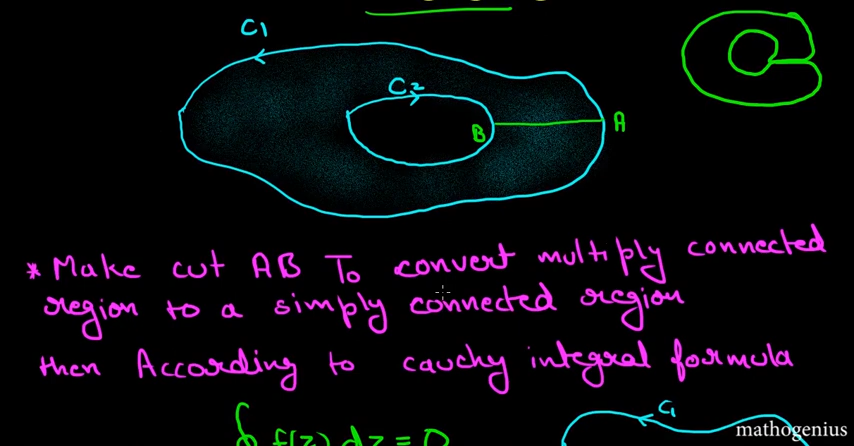 C1
C2
B
A
* Make cut AB To convert multiply connected
region to a simply connected region
then According to cauchy integral formula
∮ f(z) dz = 0
C1
mathogenius